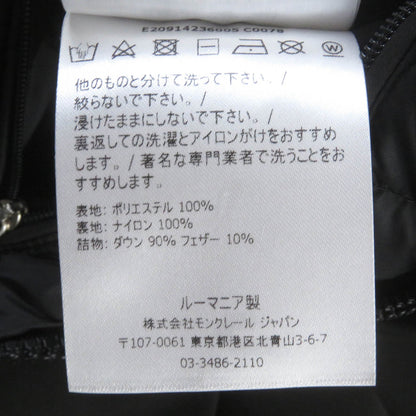 E20914236005 C0078
他のものと分けて洗って下さい。/
絞らないで下さい。/
浸けたままにしないで下さい。/
裏返しての洗濯とアイロンがけをおすすめ
します。/ 著名な専門業者で洗うことをお
すすめします。
表地: ポリエステル 100%
裏地: ナイロン 100%
詰物: ダウン 90% フェザー 10%
ルーマニア製
株式会社モンクレール ジャパン
〒107-0061 東京都港区北青山3-6-7
03-3486-2110